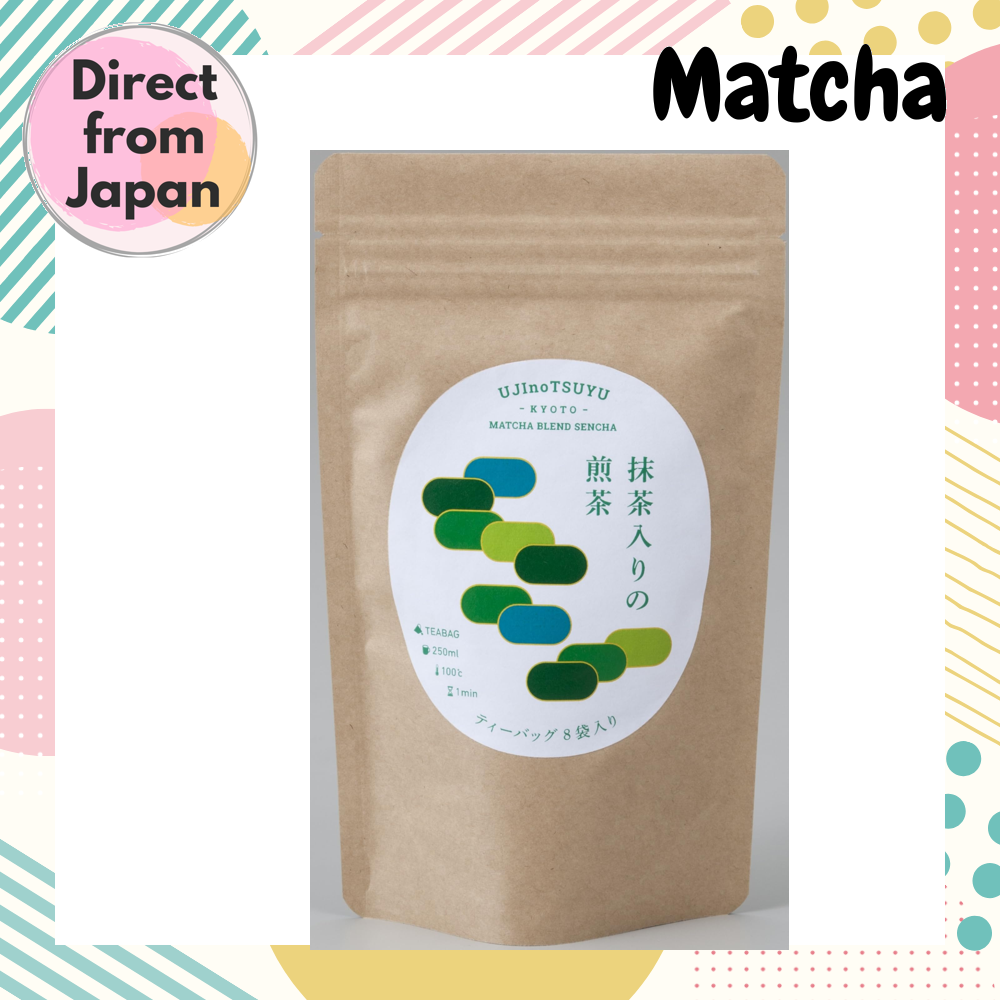 Direct
from
Japan
Matcha
UJInoTSUYU
- KYOTO -
MATCHA BLEND SENCHA
抹茶入りの
煎茶
TEABAG
250ml
100℃
1min
ティーバッグ8袋入り